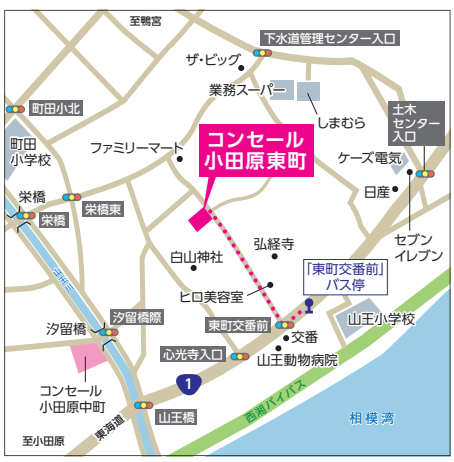 至鴨宮
下水道管理センター入口
ザ・ビッグ
業務スーパー
しまむら
町田小北
土木
センター
入口
町田
小学校
ファミリーマート
コンセール
小田原東町
ケーズ電気
日産
栄橋
栄橋
栄橋東
セブン
イレブン
弘経寺
白山神社
「東町交番前」
バス停
山王川
ヒロ美容室
汐留橋際
汐留橋
東町交番前
山王小学校
交番
心光寺入口
山王動物病院
コンセール
小田原中町
1
山王橋
西湘バイパス
相模湾
東海道
至小田原